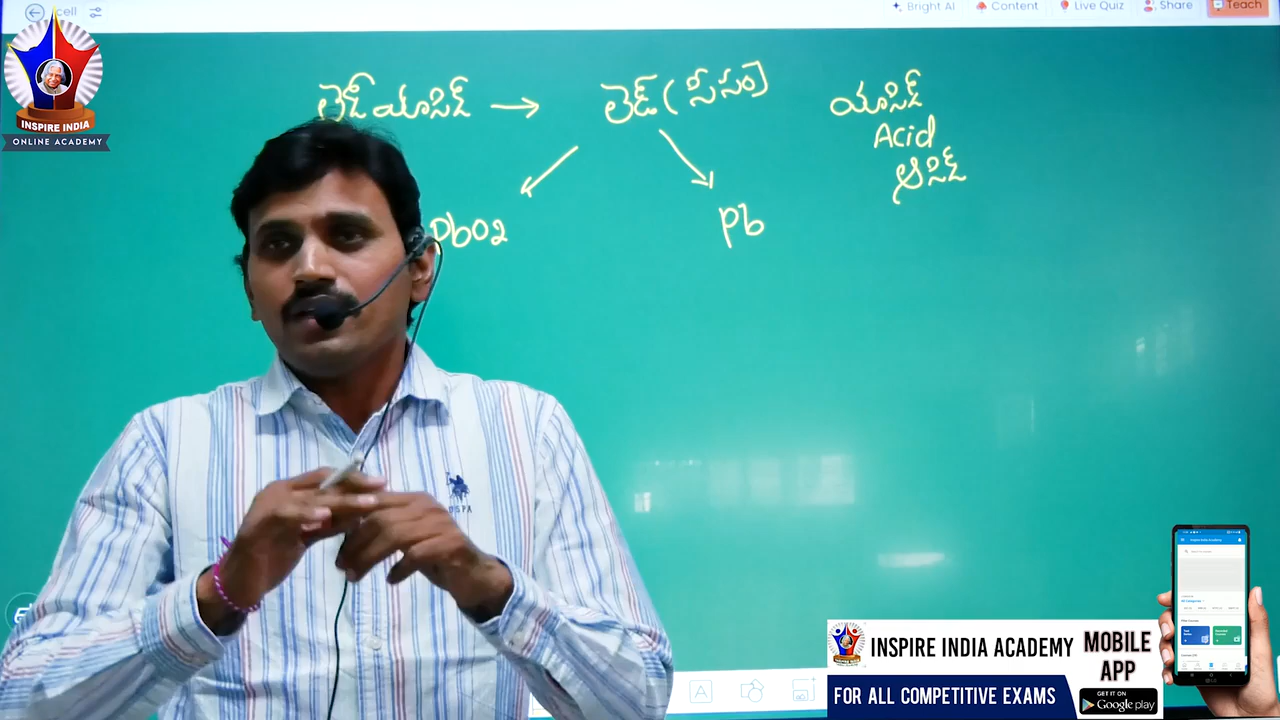 cell
Bright AI
Content
Live Quiz
Share
Teach
INSPIRE INDIA
ONLINE ACADEMY
లెడ్ యాసిడ్ → లెడ్ (సీసం)
యాసిడ్
Acid
ఆసిడ్
PbO2
Pb
INSPIRE INDIA ACADEMY
FOR ALL COMPETITIVE EXAMS
MOBILE
APP
GET IT ON
Google play